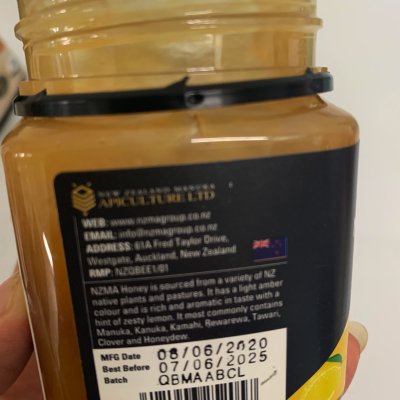 NEW ZEALAND MANUKA
APICULTURE LTD
WEB: www.nzmagroup.co.nz
EMAIL: info@nzmagroup.co.nz
ADDRESS: 61A Fred Taylor Drive,
Westgate, Auckland, New Zealand
RMP: NZQBEE1/01
NZMA Honey is sourced from a variety of NZ
native plants and pastures. It has a light amber
colour and is rich and aromatic in taste with a
hint of zesty lemon. It most commonly contains
Manuka, Kanuka, Kamahi, Rewarewa, Tawari,
Clover and Honeydew.
MFG Date 08/06/2020
Best Before 07/06/2025
Batch QBMAABCL